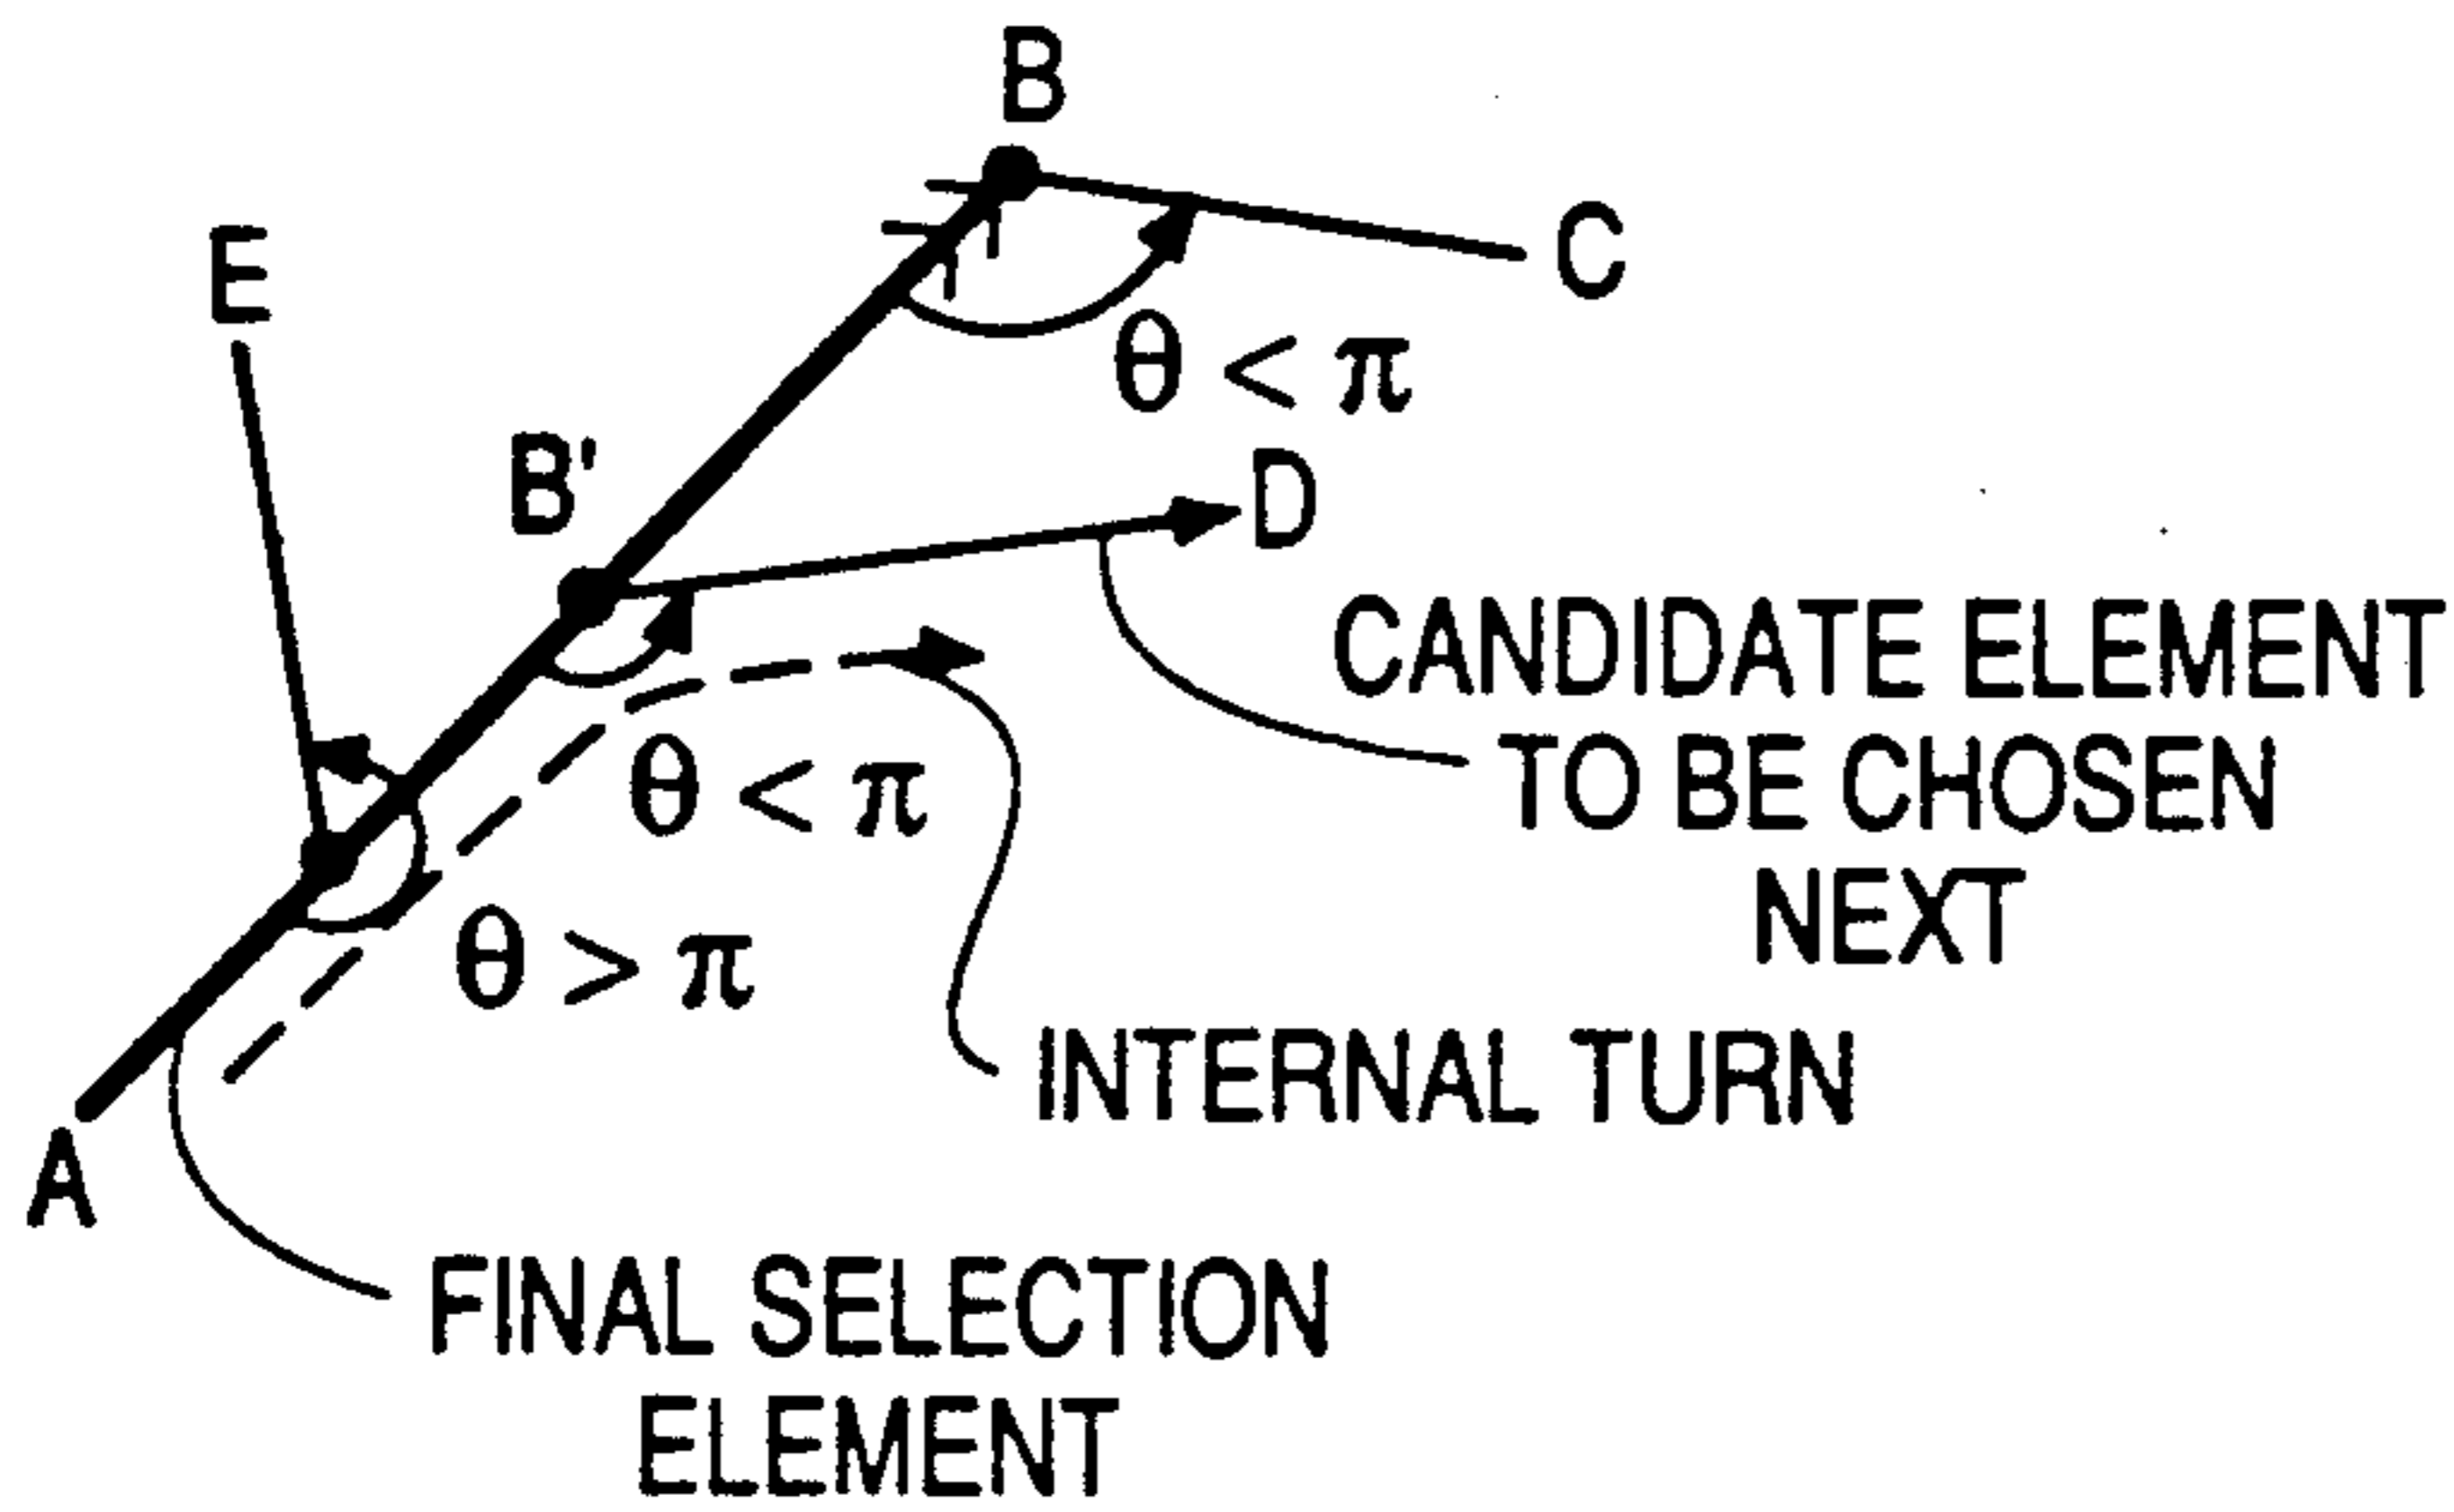 B
E
C
θ < π
B'
D
CANDIDATE ELEMENT
TO BE CHOSEN
NEXT
θ < π
θ > π
INTERNAL TURN
A
FINAL SELECTION
ELEMENT